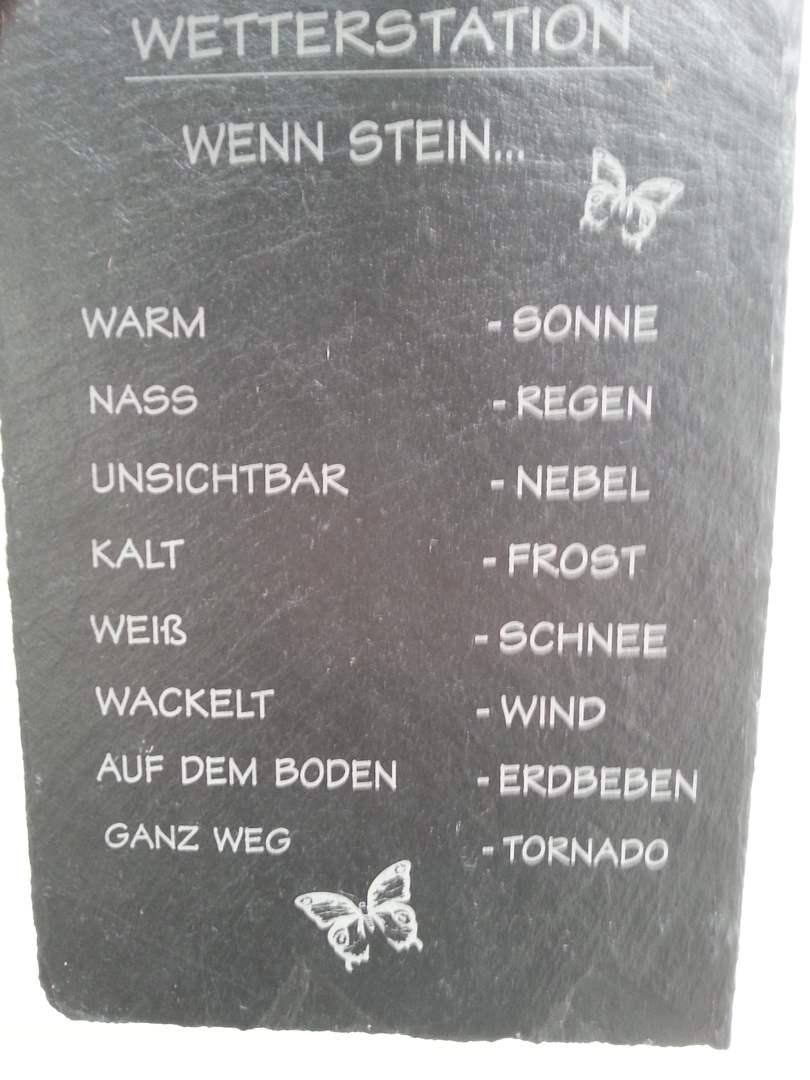 WETTERSTATION
WENN STEIN...
WARM - SONNE
NASS - REGEN
UNSICHTBAR - NEBEL
KALT - FROST
WEIß - SCHNEE
WACKELT - WIND
AUF DEM BODEN - ERDBEBEN
GANZ WEG - TORNADO